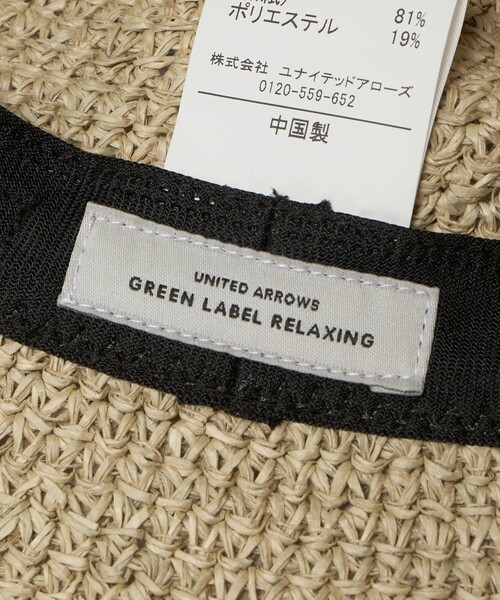 81%
ポリエステル 19%
株式会社 ユナイテッドアローズ
0120-559-652
中国製
UNITED ARROWS
GREEN LABEL RELAXING